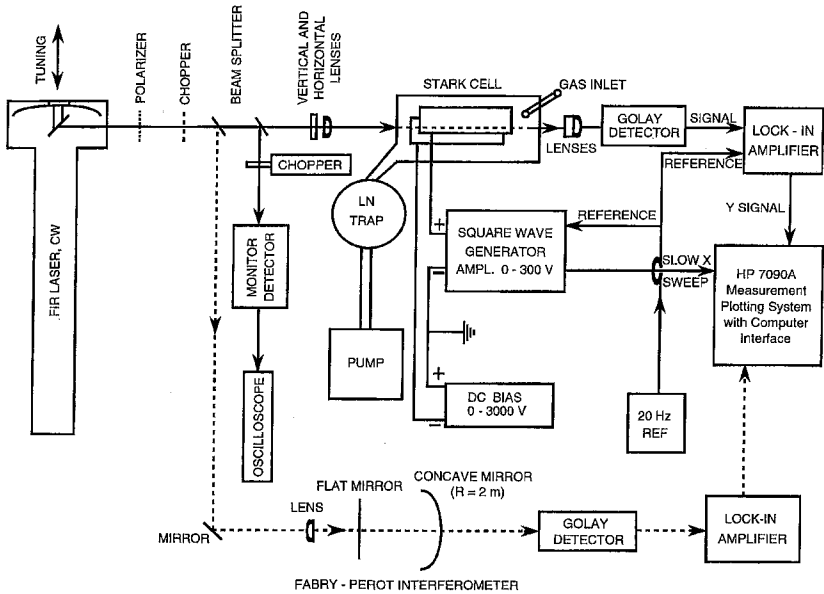 TUNING
POLARIZER
CHOPPER
BEAM SPLITTER
VERTICAL AND
HORIZONTAL
LENSES
STARK CELL
GAS INLET
GOLAY
DETECTOR
SIGNAL
LOCK - IN
AMPLIFIER
LENSES
REFERENCE
CHOPPER
LN
TRAP
REFERENCE
Y SIGNAL
FIR LASER, CW
MONITOR
DETECTOR
+
SQUARE WAVE
GENERATOR
AMPL. 0 - 300 V
−
SLOW X
SWEEP
HP 7090A
Measurement
Plotting System
with Computer
Interface
PUMP
+
DC BIAS
0 - 3000 V
−
20 Hz
REF
OSCILLOSCOPE
FLAT MIRROR
CONCAVE MIRROR
(R = 2 m)
LENS
MIRROR
GOLAY
DETECTOR
LOCK-IN
AMPLIFIER
FABRY - PEROT INTERFEROMETER